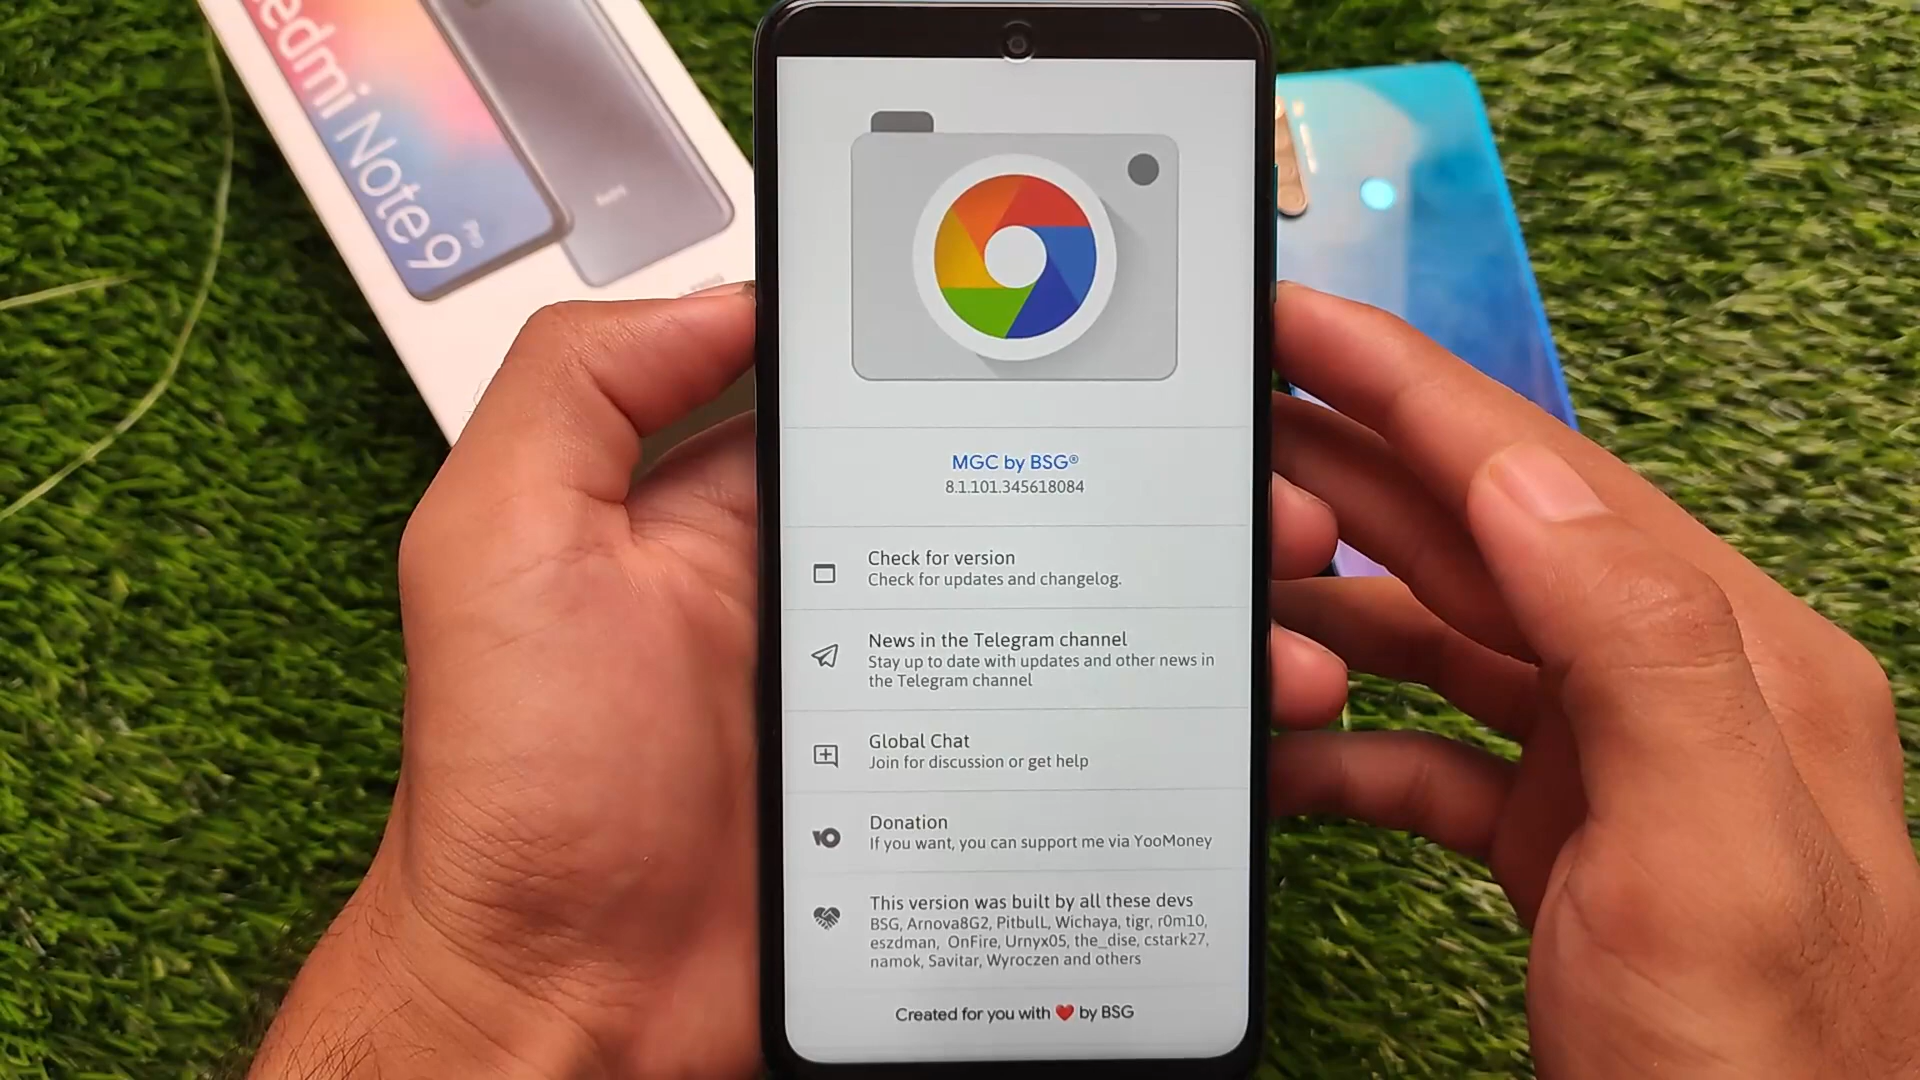 Redmi Note 9
Pro
MGC by BSG®
8.1.101.345618084
Check for version
Check for updates and changelog.
News in the Telegram channel
Stay up to date with updates and other news in
the Telegram channel
Global Chat
Join for discussion or get help
Donation
If you want, you can support me via YooMoney
This version was built by all these devs
BSG, Arnova8G2, PitbulL, Wichaya, tigr, r0m10,
eszdman, OnFire, Urnyx05, the_dise, cstark27,
namok, Savitar, Wyroczen and others
Created for you with ❤️ by BSG